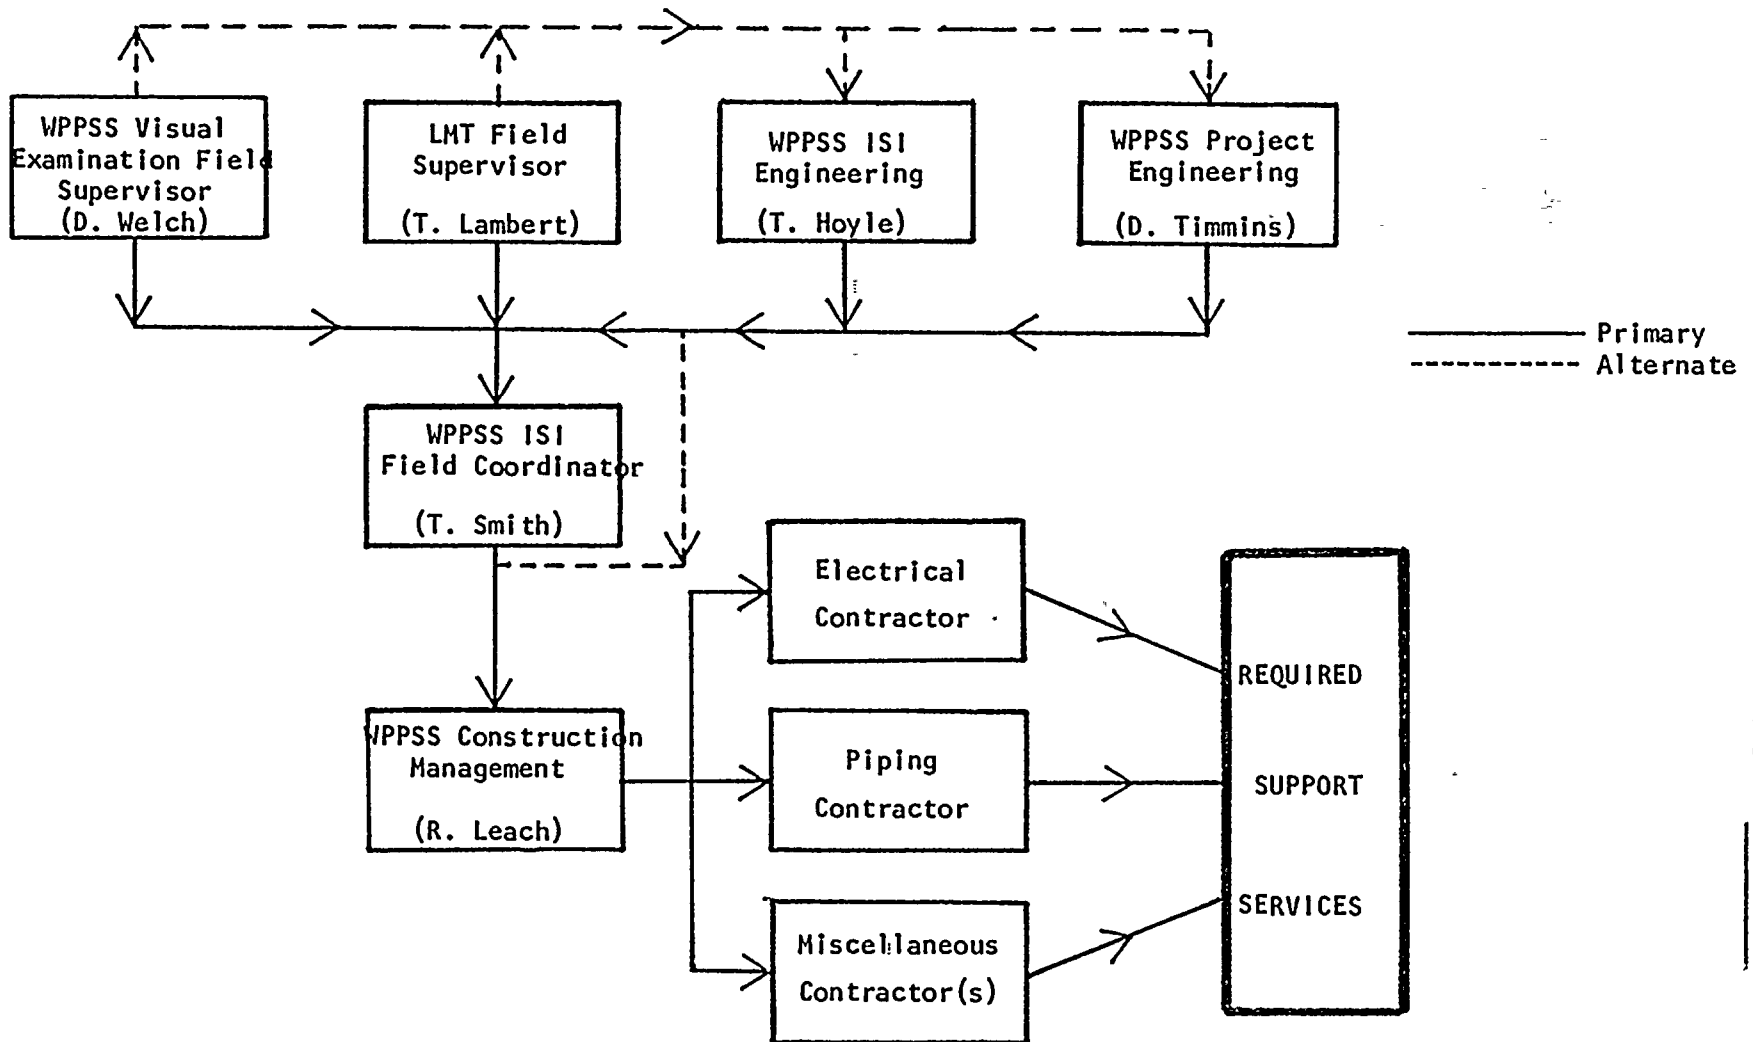 WPPSS Visual
Examination Field
Supervisor
(D. Welch)
LMT Field
Supervisor
(T. Lambert)
WPPSS ISI
Engineering
(T. Hoyle)
WPPSS Project
Engineering
(D. Timmins)
Primary
Alternate
WPPSS ISI
Field Coordinator
(T. Smith)
Electrical
Contractor
REQUIRED
WPPSS Construction
Management
(R. Leach)
Piping
Contractor
SUPPORT
SERVICES
Miscellaneous
Contractor(s)